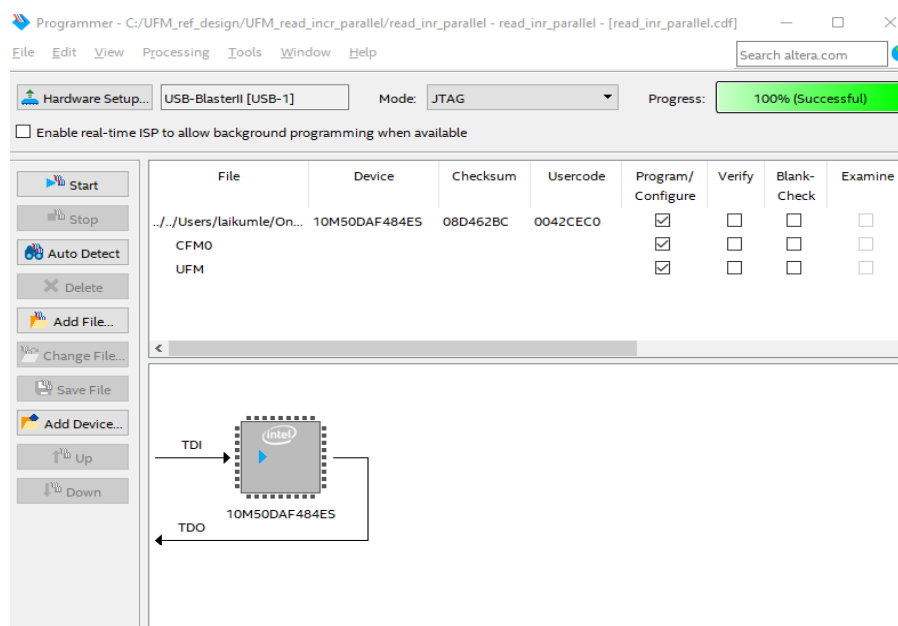 Programmer - C:/UFM_ref_design/UFM_read_incr_parallel/read_inr_parallel - read_inr_parallel - [read_inr_parallel.cdf]
File Edit View Processing Tools Window Help
Search altera.com
Hardware Setup... USB-BlasterII [USB-1] Mode: JTAG Progress: 100% (Successful)
Enable real-time ISP to allow background programming when available
Start
Stop
Auto Detect
Delete
Add File...
Change File...
Save File
Add Device...
Up
Down
File Device Checksum Usercode Program/ Verify Blank- Examine
Configure Check
../../Users/laikumle/On... 10M50DAF484ES 08D462BC 0042CEC0
CFM0
UFM
TDI
intel
10M50DAF484ES
TDO